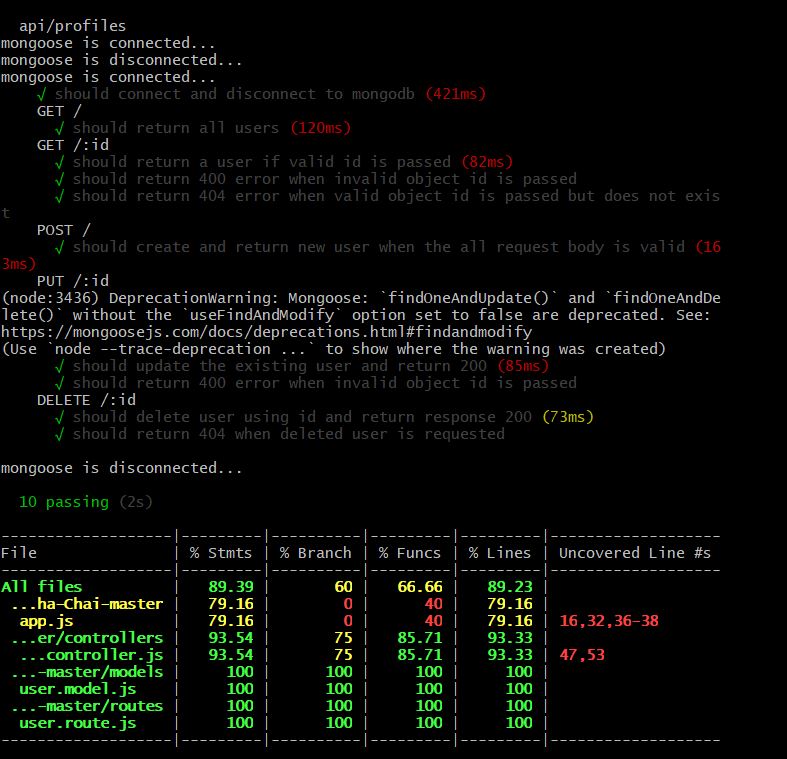 api/profiles
mongoose is connected...
mongoose is disconnected...
mongoose is connected...
    √ should connect and disconnect to mongodb (421ms)
    GET /
      √ should return all users (120ms)
    GET /:id
      √ should return a user if valid id is passed (82ms)
      √ should return 400 error when invalid object id is passed
      √ should return 404 error when valid object id is passed but does not exis
t
    POST /
      √ should create and return new user when the all request body is valid (16
3ms)
    PUT /:id
(node:3436) DeprecationWarning: Mongoose: `findOneAndUpdate()` and `findOneAndDe
lete()` without the `useFindAndModify` option set to false are deprecated. See:
https://mongoosejs.com/docs/deprecations.html#findandmodify
(Use `node --trace-deprecation ...` to show where the warning was created)
      √ should update the existing user and return 200 (85ms)
      √ should return 400 error when invalid object id is passed
    DELETE /:id
      √ should delete user using id and return response 200 (73ms)
      √ should return 404 when deleted user is requested
mongoose is disconnected...
  10 passing (2s)
-------------------|---------|----------|---------|---------|-------------------
File               | % Stmts | % Branch | % Funcs | % Lines | Uncovered Line #s
-------------------|---------|----------|---------|---------|-------------------
All files          |   89.39 |       60 |   66.66 |   89.23 |
 ...ha-Chai-master |   79.16 |        0 |      40 |   79.16 |
  app.js           |   79.16 |        0 |      40 |   79.16 | 16,32,36-38
 ...er/controllers |   93.54 |       75 |   85.71 |   93.33 |
  ...controller.js |   93.54 |       75 |   85.71 |   93.33 | 47,53
 ...-master/models |     100 |      100 |     100 |     100 |
  user.model.js    |     100 |      100 |     100 |     100 |
 ...-master/routes |     100 |      100 |     100 |     100 |
  user.route.js    |     100 |      100 |     100 |     100 |
-------------------|---------|----------|---------|---------|-------------------